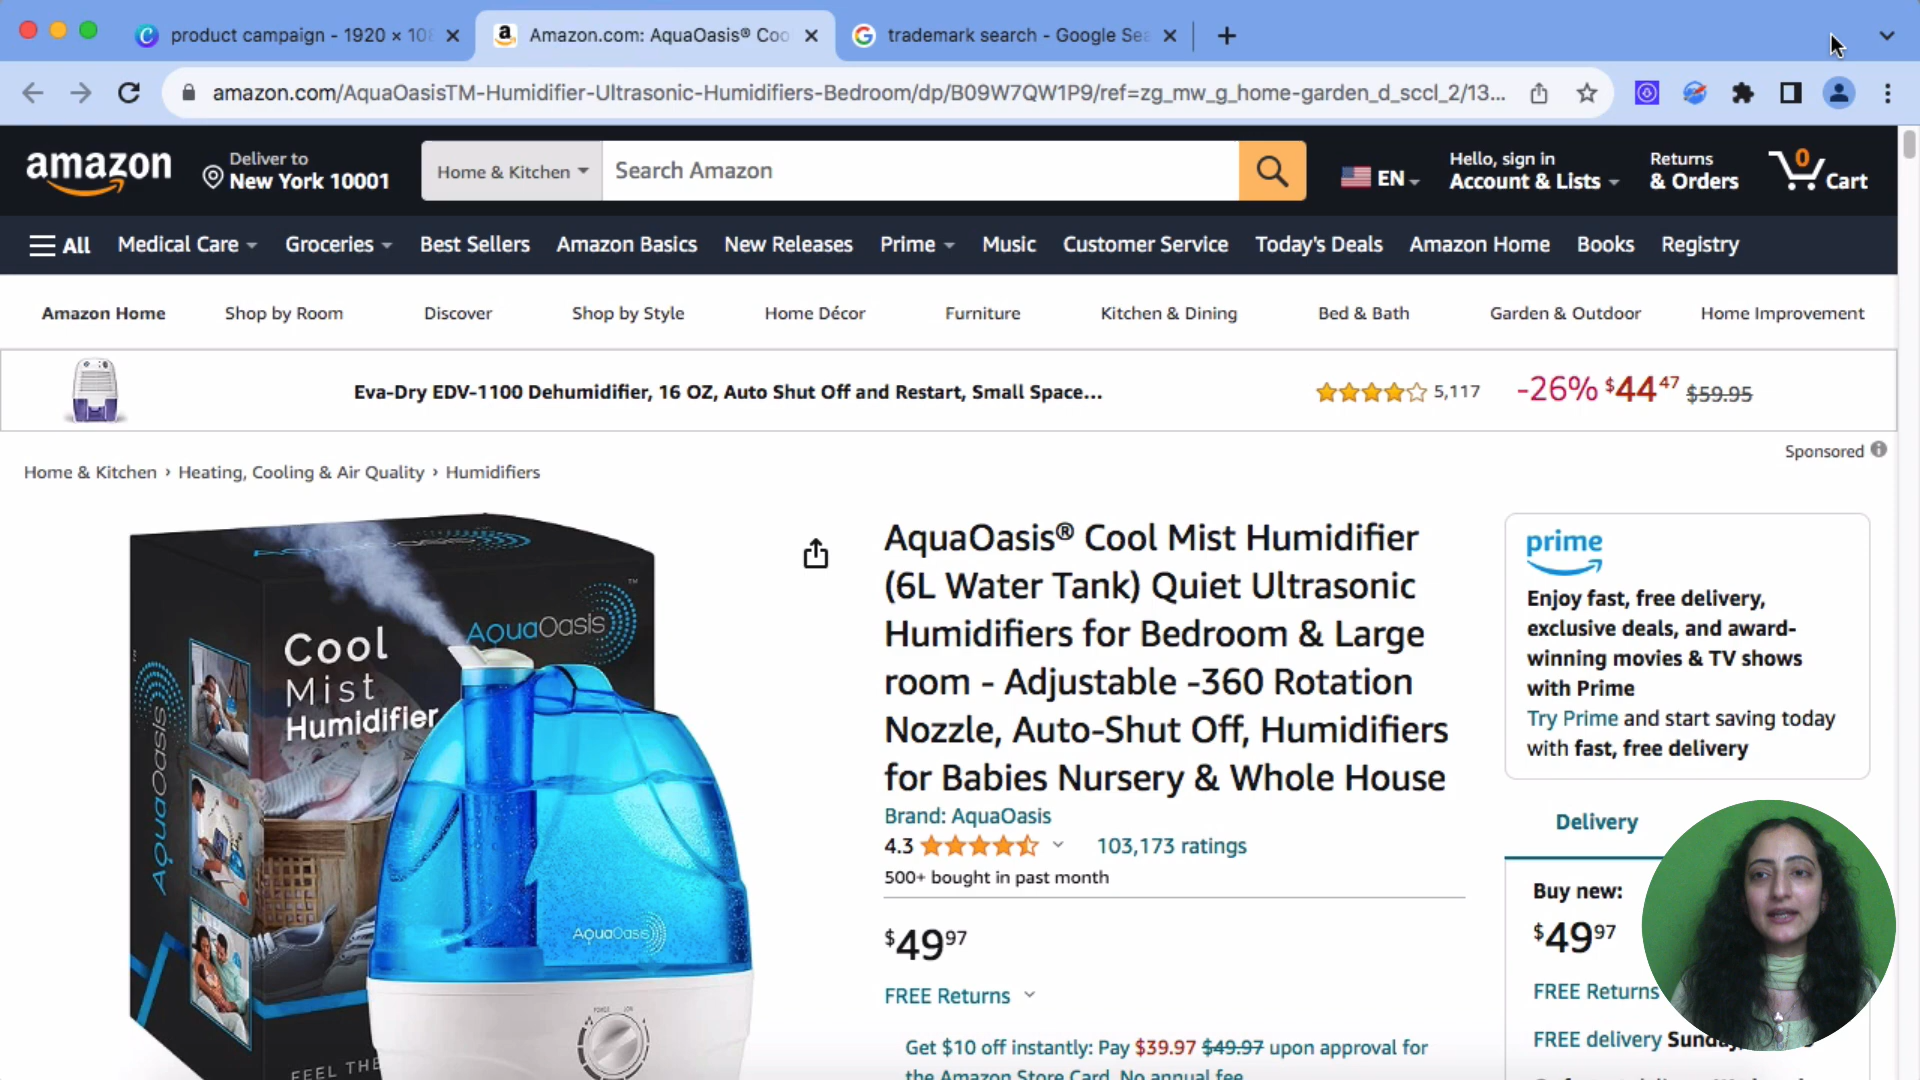 product campaign - 1920 × 108
Amazon.com: AquaOasis® Coo
trademark search - Google Sea
amazon.com/AquaOasisTM-Humidifier-Ultrasonic-Humidifiers-Bedroom/dp/B09W7QW1P9/ref=zg_mw_g_home-garden_d_sccl_2/13...
amazon
Deliver to
New York 10001
Home & Kitchen
Search Amazon
EN
Hello, sign in
Account & Lists
Returns
& Orders
0
Cart
All
Medical Care
Groceries
Best Sellers
Amazon Basics
New Releases
Prime
Music
Customer Service
Today's Deals
Amazon Home
Books
Registry
Amazon Home
Shop by Room
Discover
Shop by Style
Home Décor
Furniture
Kitchen & Dining
Bed & Bath
Garden & Outdoor
Home Improvement
Eva-Dry EDV-1100 Dehumidifier, 16 OZ, Auto Shut Off and Restart, Small Space...
5,117
-26% $44 47 $59.95
Sponsored
Home & Kitchen › Heating, Cooling & Air Quality › Humidifiers
AquaOasis™
Cool
Mist
Humidifier
AquaOasis™
AquaOasis
FEEL THE
AquaOasis® Cool Mist Humidifier
(6L Water Tank) Quiet Ultrasonic
Humidifiers for Bedroom & Large
room - Adjustable -360 Rotation
Nozzle, Auto-Shut Off, Humidifiers
for Babies Nursery & Whole House
Brand: AquaOasis
4.3
103,173 ratings
500+ bought in past month
$49 97
FREE Returns
Get $10 off instantly: Pay $39.97 $49.97 upon approval for
the Amazon Store Card. No annual fee.
prime
Enjoy fast, free delivery,
exclusive deals, and award-
winning movies & TV shows
with Prime
Try Prime and start saving today
with fast, free delivery
Delivery
Buy new:
$49 97
FREE Returns
FREE delivery Sunday,